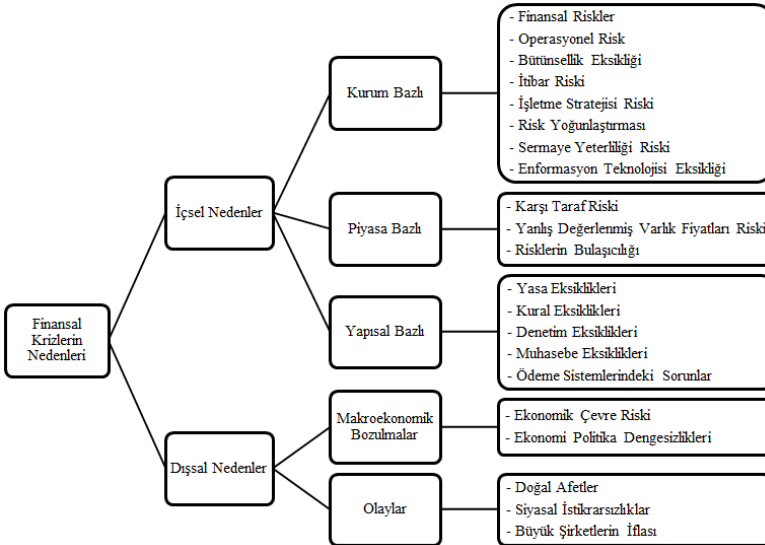 Finansal
Krizlerin
Nedenleri
İçsel Nedenler
Kurum Bazlı
- Finansal Riskler
- Operasyonel Risk
- Bütünsellik Eksikliği
- İtibar Riski
- İşletme Stratejisi Riski
- Risk Yoğunlaştırması
- Sermaye Yeterliliği Riski
- Enformasyon Teknolojisi Eksikliği
Piyasa Bazlı
- Karşı Taraf Riski
- Yanlış Değerlenmiş Varlık Fiyatları Riski
- Risklerin Bulaşıcılığı
Yapısal Bazlı
- Yasa Eksiklikleri
- Kural Eksiklikleri
- Denetim Eksiklikleri
- Muhasebe Eksiklikleri
- Ödeme Sistemlerindeki Sorunlar
Dışsal Nedenler
Makroekonomik
Bozulmalar
- Ekonomik Çevre Riski
- Ekonomi Politika Dengesizlikleri
Olaylar
- Doğal Afetler
- Siyasal İstikrarsızlıklar
- Büyük Şirketlerin İflası